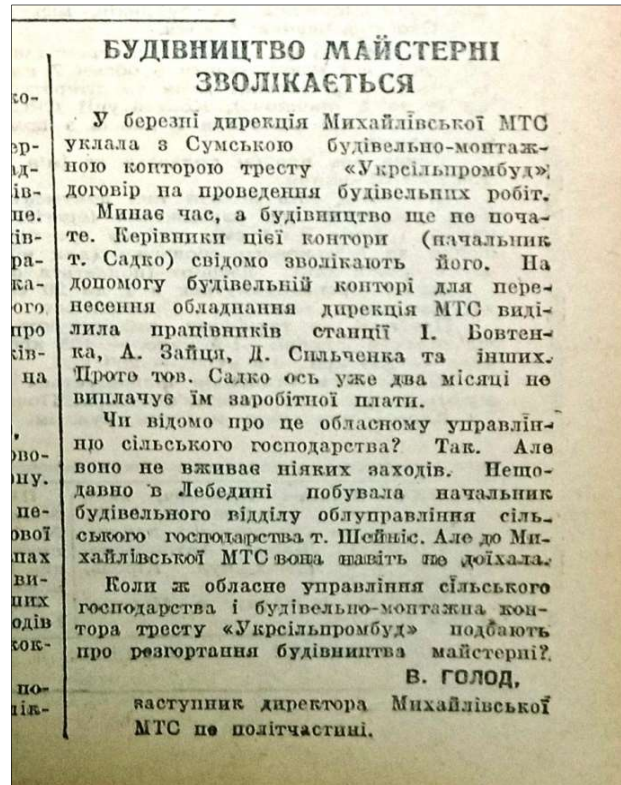 БУДІВНИЦТВО МАЙСТЕРНІ
ЗВОЛІКАЄТЬСЯ
У березні дирекція Михайлівської МТС
уклала з Сумською будівельно-монтаж-
ною конторою тресту «Укрсільпромбуд»
договір на проведення будівельних робіт.
Минає час, а будівництво ще не поча-
те. Керівники цієї контори (начальник
т. Садко) свідомо зволікають його. На
допомогу будівельній конторі для пере-
несення обладнання дирекція МТС виді-
лила працівників станції І. Вовтен-
ка, А. Зайця, Д. Сильченка та інших.
Проте тов. Садко ось уже два місяці не
виплачує їм заробітної плати.
Чи відомо про це обласному управлін-
ню сільського господарства? Так. Але
воно не вживає ніяких заходів. Нещо-
давно в Лебедині побувала начальник
будівельного відділу облуправління сіль-
ського господарства т. Шейніс. Але до Ми-
хайлівської МТС вона навіть не доїхала.
Коли ж обласне управління сільського
господарства і будівельно-монтажна кон-
тора тресту «Укрсільпромбуд» подбають
про розгортання будівництва майстерні?
В. ГОЛОД,
заступник директора Михайлівської
МТС по політчастині.